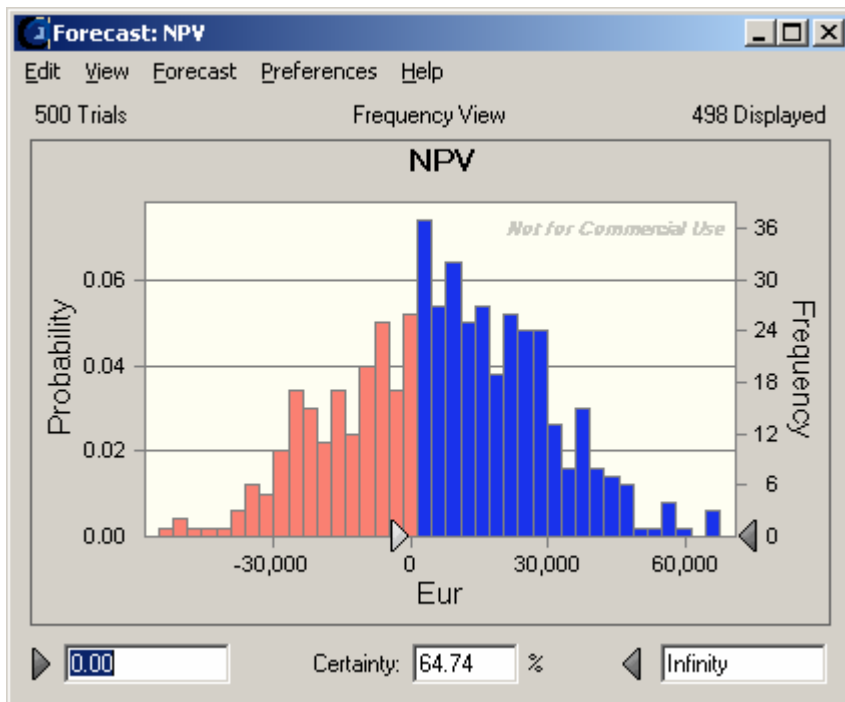 Forecast: NPV
Edit View Forecast Preferences Help
500 Trials Frequency View 498 Displayed
NPV
Not for Commercial Use
Probability
0.06
0.04
0.02
0.00
36
30
24
18
12
6
0
Frequency
-30,000 0 30,000 60,000
Eur
0.00 Certainty: 64.74 % Infinity